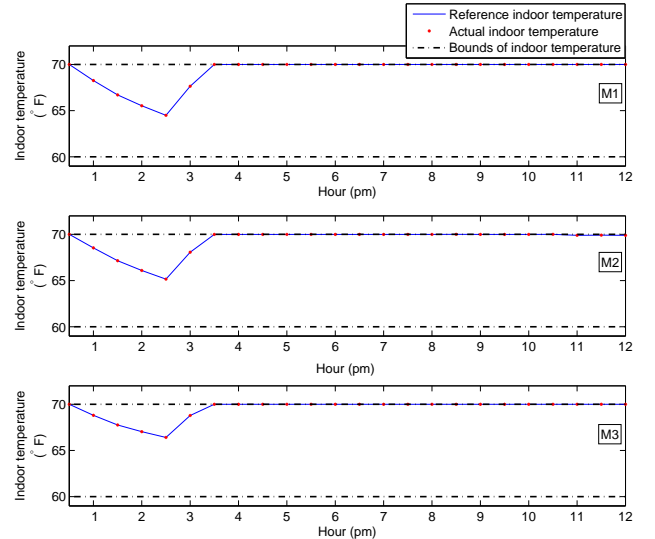 Reference indoor temperature
Actual indoor temperature
Bounds of indoor temperature
Indoor temperature
(° F)
70
65
60
M1
1 2 3 4 5 6 7 8 9 10 11 12
Hour (pm)
Indoor temperature
(° F)
70
65
60
M2
1 2 3 4 5 6 7 8 9 10 11 12
Hour (pm)
Indoor temperature
(° F)
70
65
60
M3
1 2 3 4 5 6 7 8 9 10 11 12
Hour (pm)